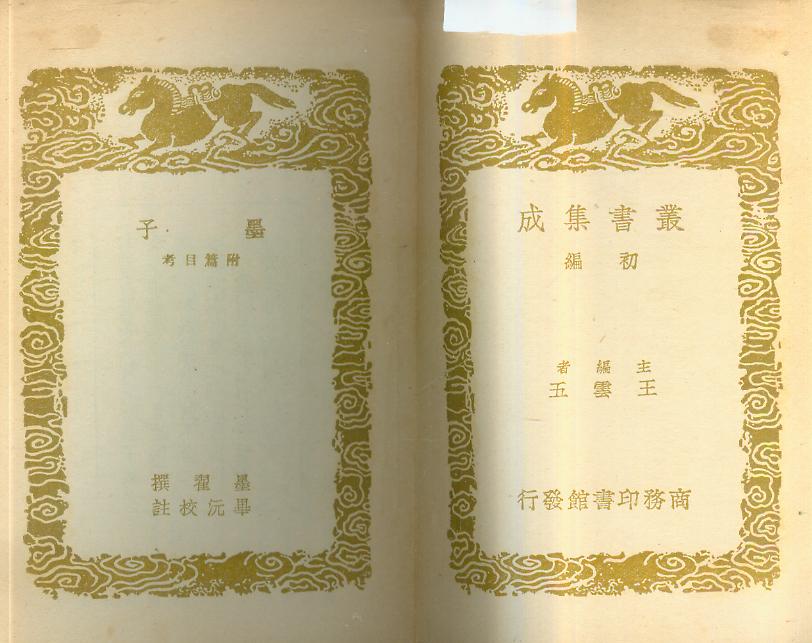 叢書集成
初編
主編者
王雲五
商務印書館發行
墨子
附篇目考
墨翟撰
畢沅校註